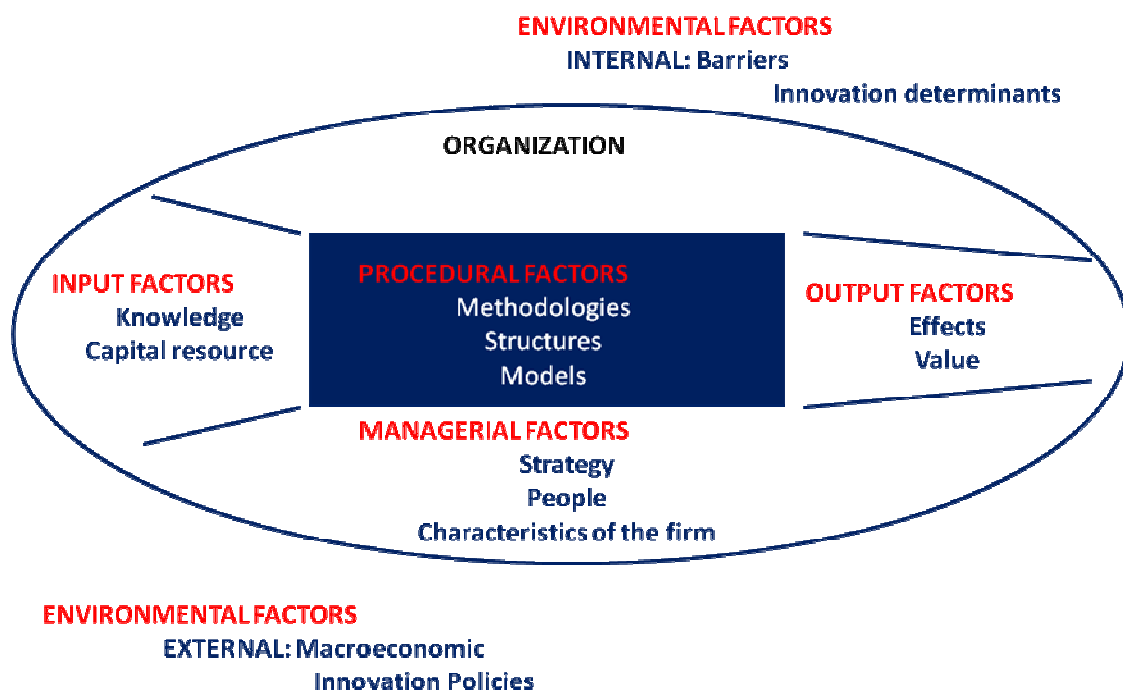 ENVIRONMENTAL FACTORS
INTERNAL: Barriers
Innovation determinants
ORGANIZATION
INPUT FACTORS
Knowledge
Capital resource
PROCEDURAL FACTORS
Methodologies
Structures
Models
OUTPUT FACTORS
Effects
Value
MANAGERIAL FACTORS
Strategy
People
Characteristics of the firm
ENVIRONMENTAL FACTORS
EXTERNAL: Macroeconomic
Innovation Policies